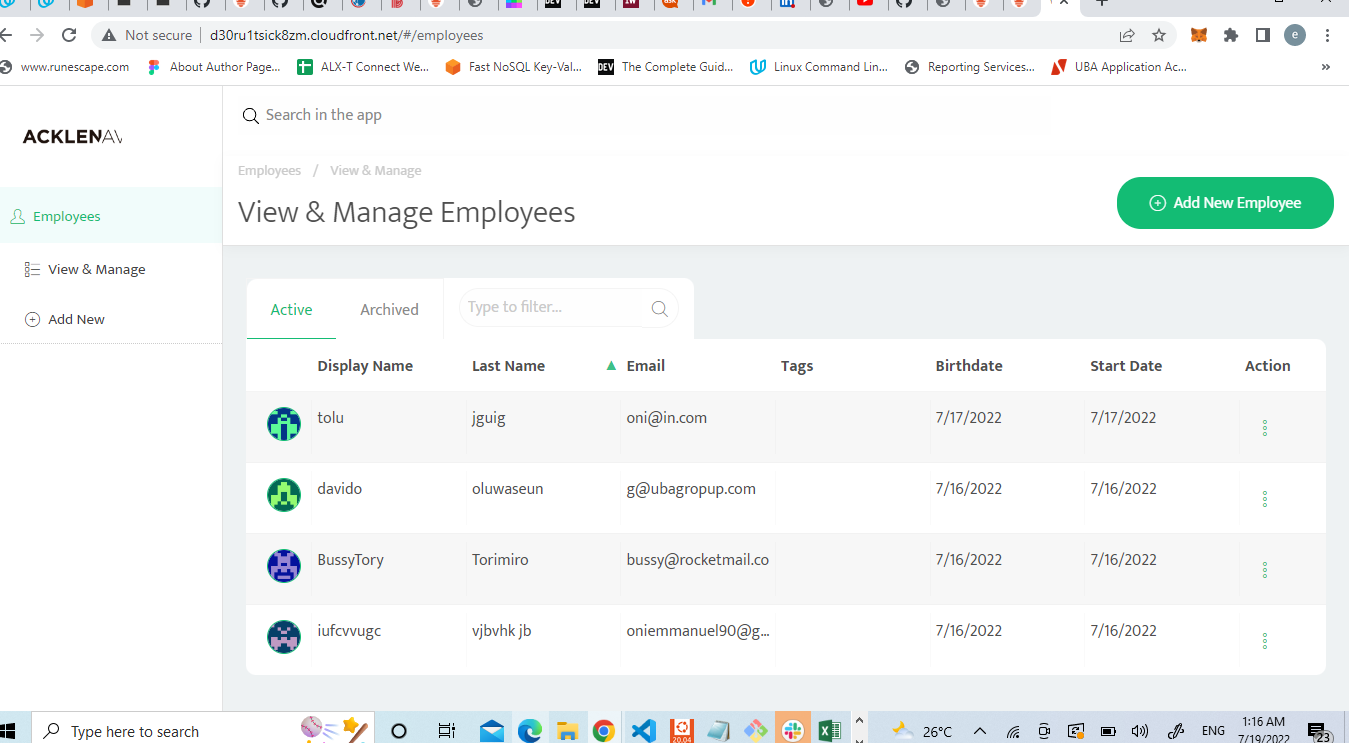 Not secure d30ru1tsick8zm.cloudfront.net/#/employees e
www.runescape.com About Author Page... ALX-T Connect We... Fast NoSQL Key-Val... DEV The Complete Guid... Linux Command Lin... Reporting Services... UBA Application Ac... »
ACKLENAV
Search in the app
Employees / View & Manage
View & Manage Employees
Add New Employee
Employees
View & Manage
Add New
Active Archived Type to filter...
Display Name Last Name ▲ Email Tags Birthdate Start Date Action
tolu jguig oni@in.com 7/17/2022 7/17/2022
davido oluwaseun g@ubagropup.com 7/16/2022 7/16/2022
BussyTory Torimiro bussy@rocketmail.co 7/16/2022 7/16/2022
iufcvvugc vjbvhk jb oniemmanuel90@g... 7/16/2022 7/16/2022
Type here to search 20.04 26°C ENG 1:16 AM
7/19/2022 23